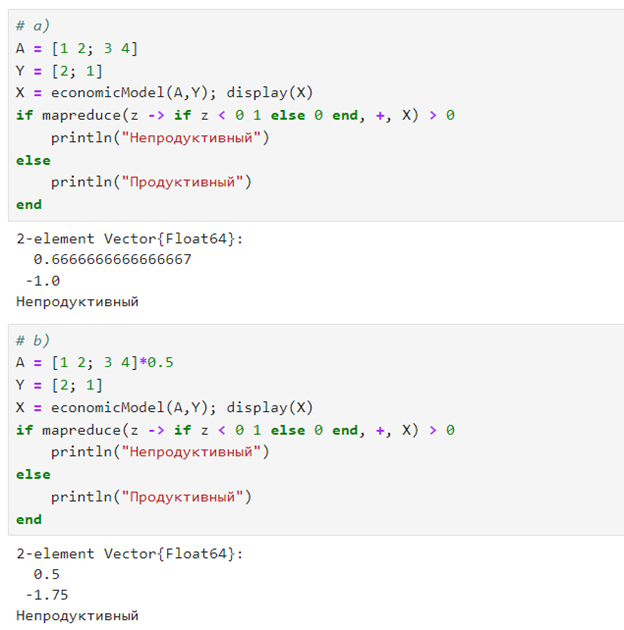 # a)
A = [1 2; 3 4]
Y = [2; 1]
X = economicModel(A,Y); display(X)
if mapreduce(z -> if z < 0 1 else 0 end, +, X) > 0
    println("Непродуктивный")
else
    println("Продуктивный")
end
2-element Vector{Float64}:
  0.6666666666666667
 -1.0
Непродуктивный
# b)
A = [1 2; 3 4]*0.5
Y = [2; 1]
X = economicModel(A,Y); display(X)
if mapreduce(z -> if z < 0 1 else 0 end, +, X) > 0
    println("Непродуктивный")
else
    println("Продуктивный")
end
2-element Vector{Float64}:
  0.5
 -1.75
Непродуктивный